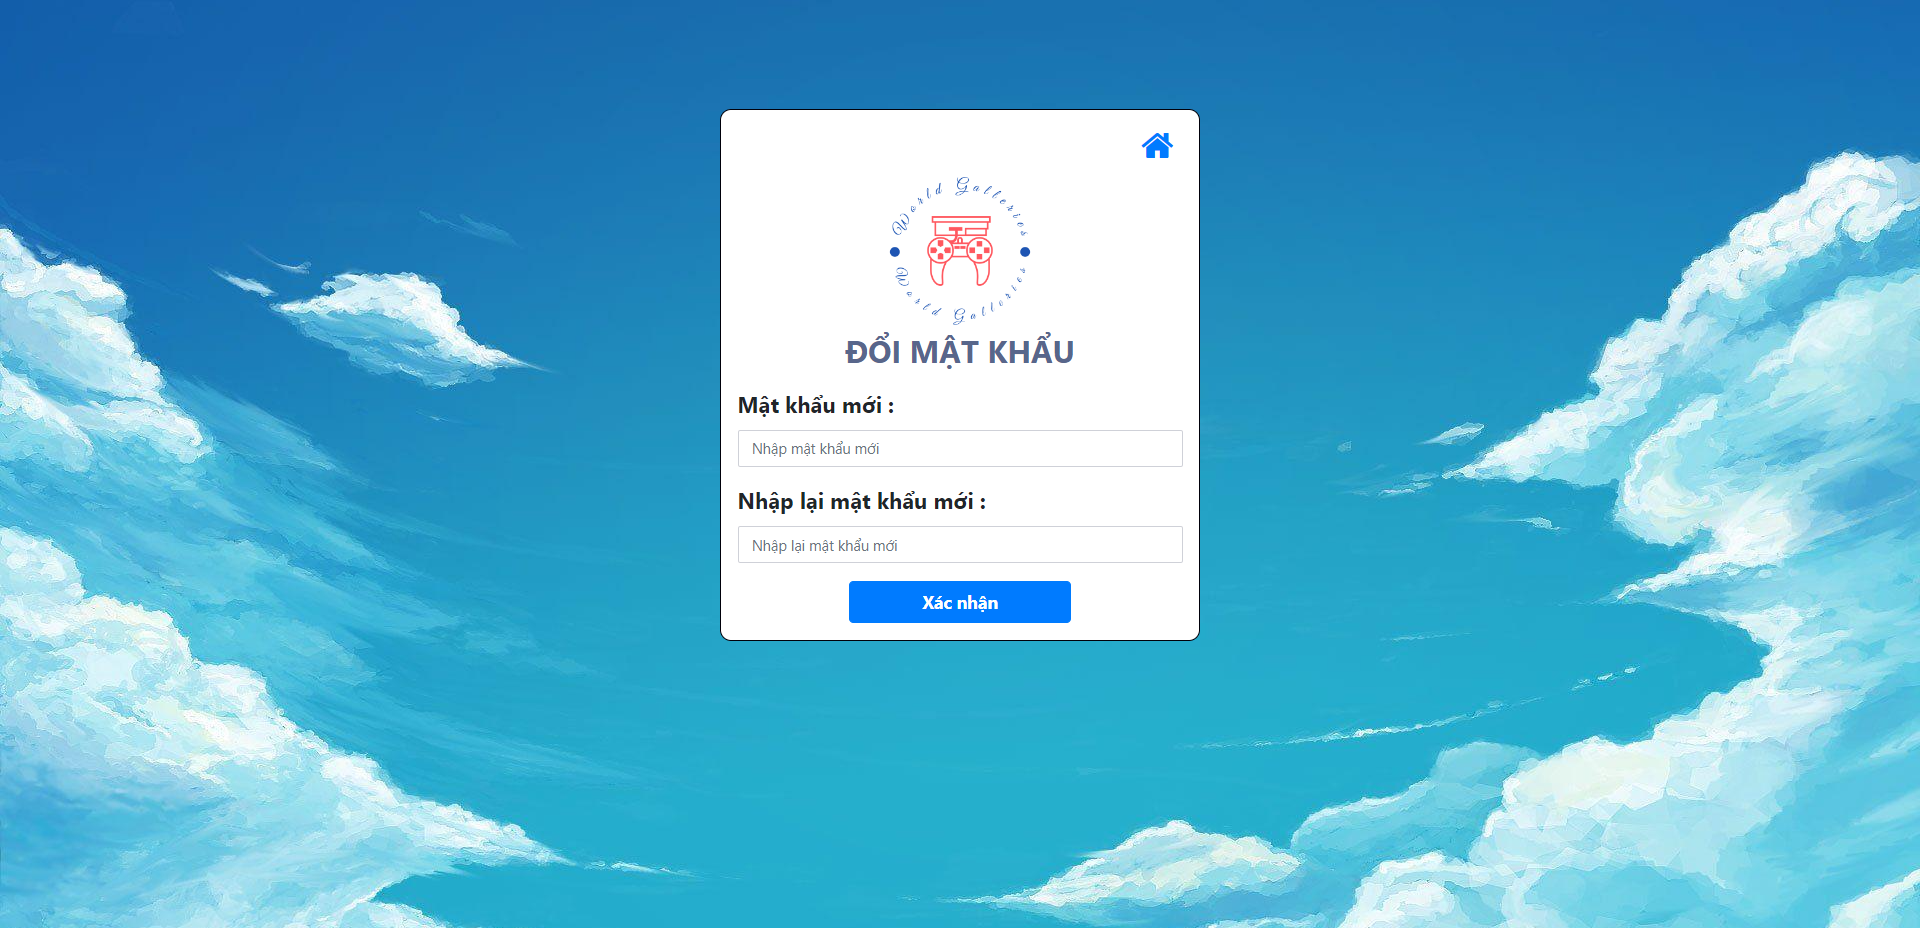 World Galleries
World Galleries
ĐỔI MẬT KHẨU
Mật khẩu mới :
Nhập mật khẩu mới
Nhập lại mật khẩu mới :
Nhập lại mật khẩu mới
Xác nhận